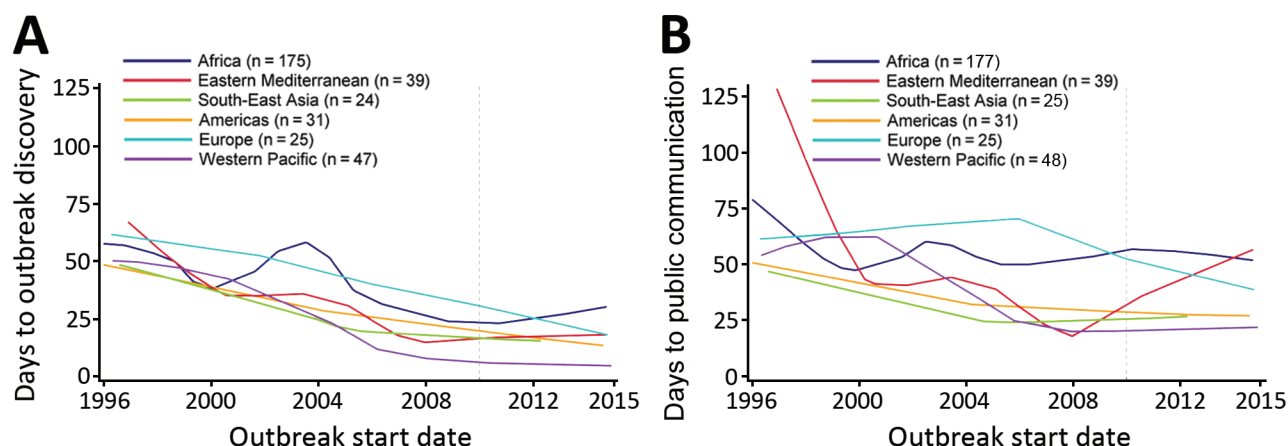 A
Africa (n = 175)
Eastern Mediterranean (n = 39)
South-East Asia (n = 24)
Americas (n = 31)
Europe (n = 25)
Western Pacific (n = 47)
Days to outbreak discovery
125
100
75
50
25
0
1996
2000
2004
2008
2012
2015
Outbreak start date
B
Africa (n = 177)
Eastern Mediterranean (n = 39)
South-East Asia (n = 25)
Americas (n = 31)
Europe (n = 25)
Western Pacific (n = 48)
Days to public communication
125
100
75
50
25
0
1996
2000
2004
2008
2012
2015
Outbreak start date